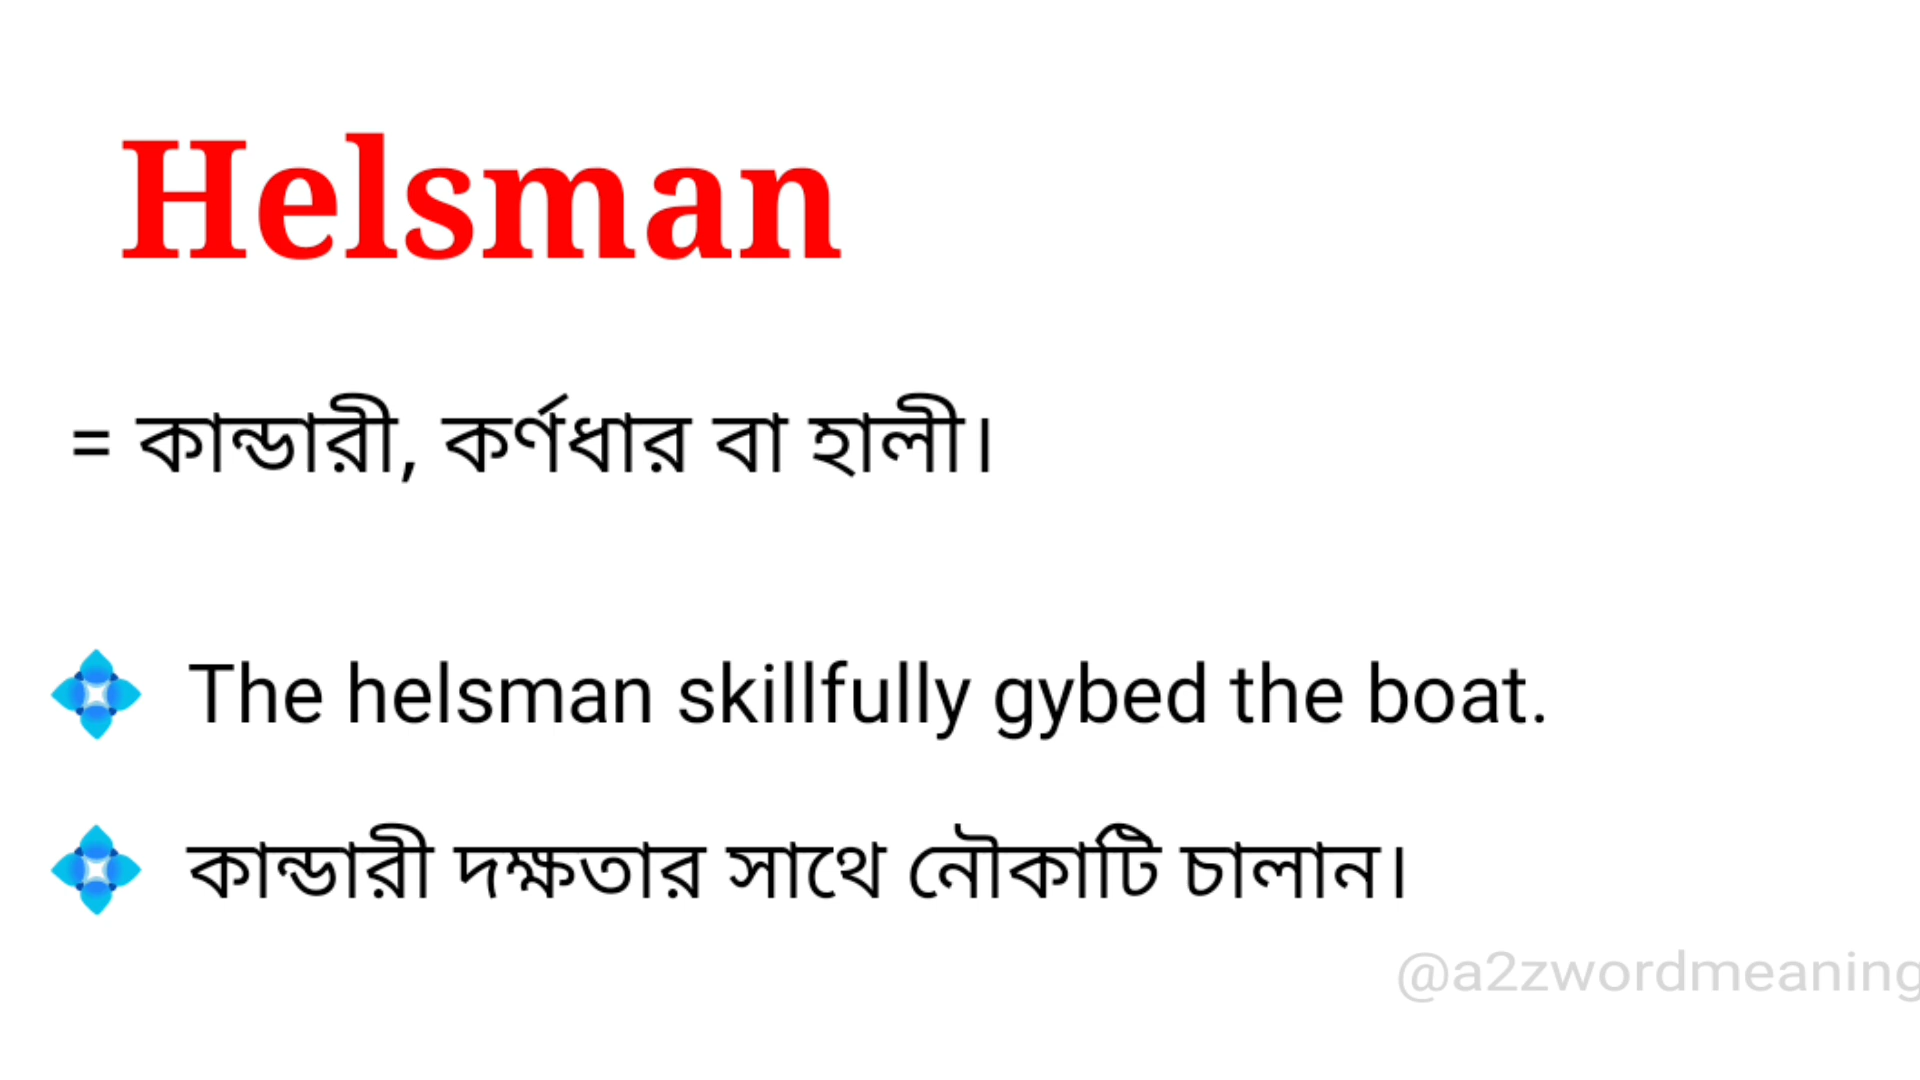 Helsman
= কান্ডারী, কর্ণধার বা হালী।
The helsman skillfully gybed the boat.
কান্ডারী দক্ষতার সাথে নৌকাটি চালান।
@a2zwordmeaning